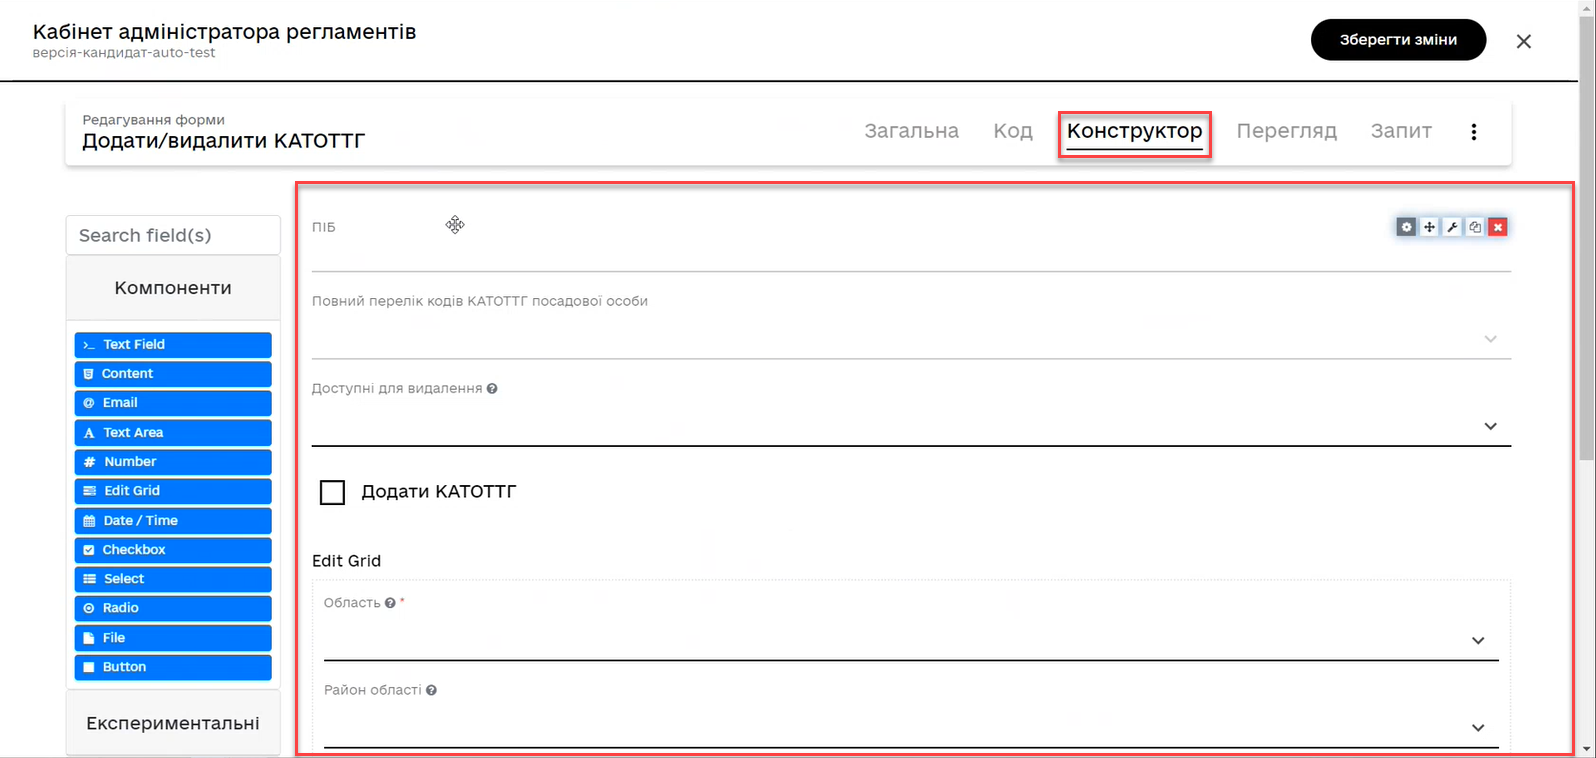 Кабінет адміністратора регламентів
версія-кандидат-auto-test
Зберегти зміни
Редагування форми
Додати/видалити КАТОТТГ
Загальна Код Конструктор Перегляд Запит
Search field(s)
Компоненти
Text Field
Content
Email
Text Area
Number
Edit Grid
Date / Time
Checkbox
Select
Radio
File
Button
Експериментальні
ПІБ
Повний перелік кодів КАТОТТГ посадової особи
Доступні для видалення
Додати КАТОТТГ
Edit Grid
Область *
Район області